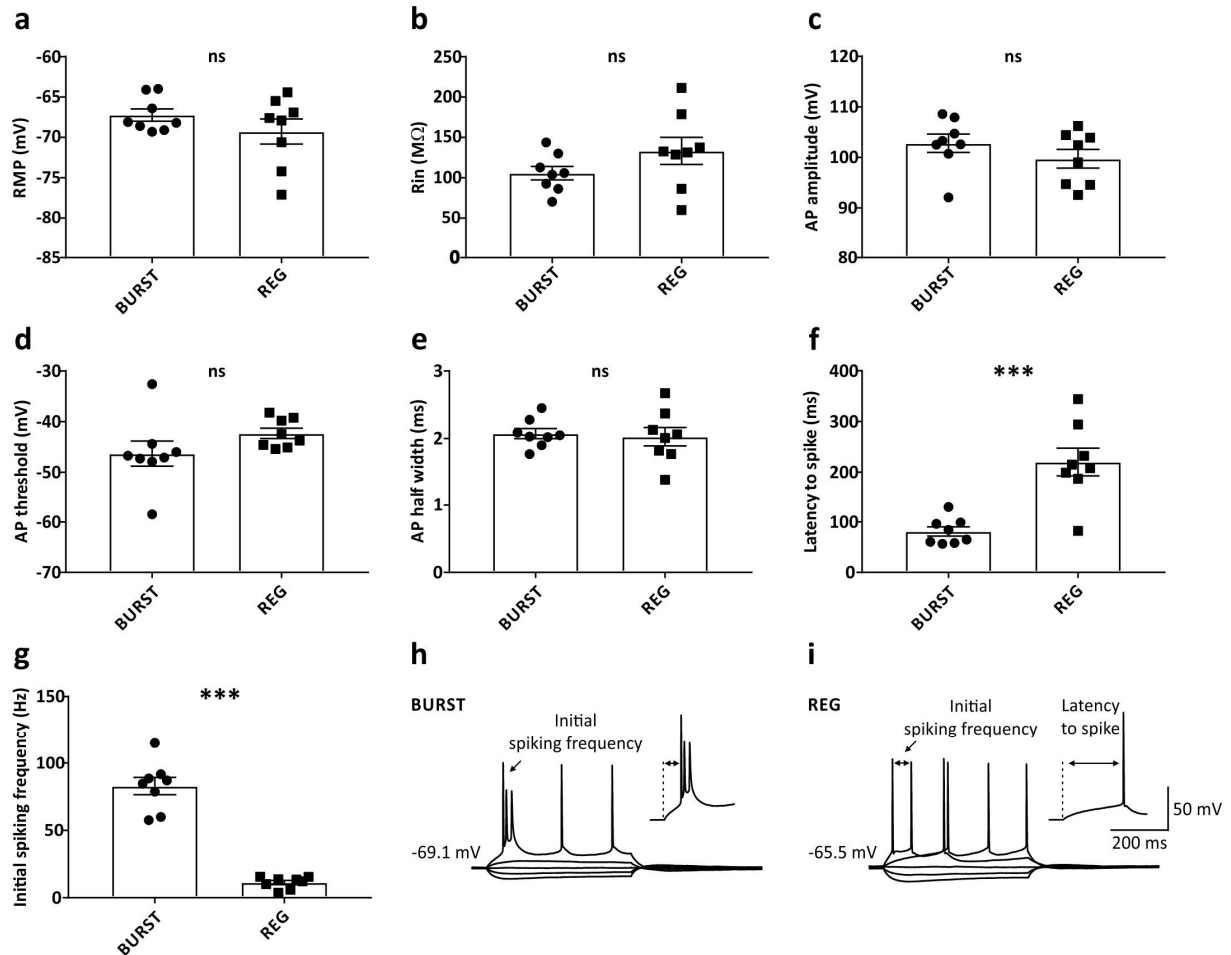 a
ns
-60
-65
-70
-75
-80
-85
RMP (mV)
BURST
REG
b
ns
250
200
150
100
50
0
Rin (MΩ)
BURST
REG
c
ns
120
110
100
90
80
AP amplitude (mV)
BURST
REG
d
ns
-30
-40
-50
-60
-70
AP threshold (mV)
BURST
REG
e
ns
3
2
1
0
AP half width (ms)
BURST
REG
f
***
400
300
200
100
0
Latency to spike (ms)
BURST
REG
g
***
150
100
50
0
Initial spiking frequency (Hz)
BURST
REG
h
BURST
Initial
spiking frequency
-69.1 mV
i
REG
Initial
spiking frequency
Latency
to spike
50 mV
200 ms
-65.5 mV